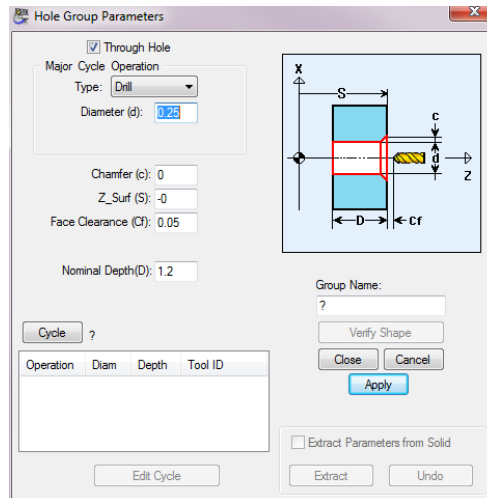 Hole Group Parameters
Through Hole
Major Cycle Operation
Type: Drill
Diameter (d): 0.25
Chamfer (c): 0
Z_Surf (S): -0
Face Clearance (Cf): 0.05
Nominal Depth(D): 1.2
X
S
c
d
Z
D
Cf
Group Name:
?
Verify Shape
Close Cancel
Apply
Cycle ?
Operation Diam Depth Tool ID
Edit Cycle
Extract Parameters from Solid
Extract Undo